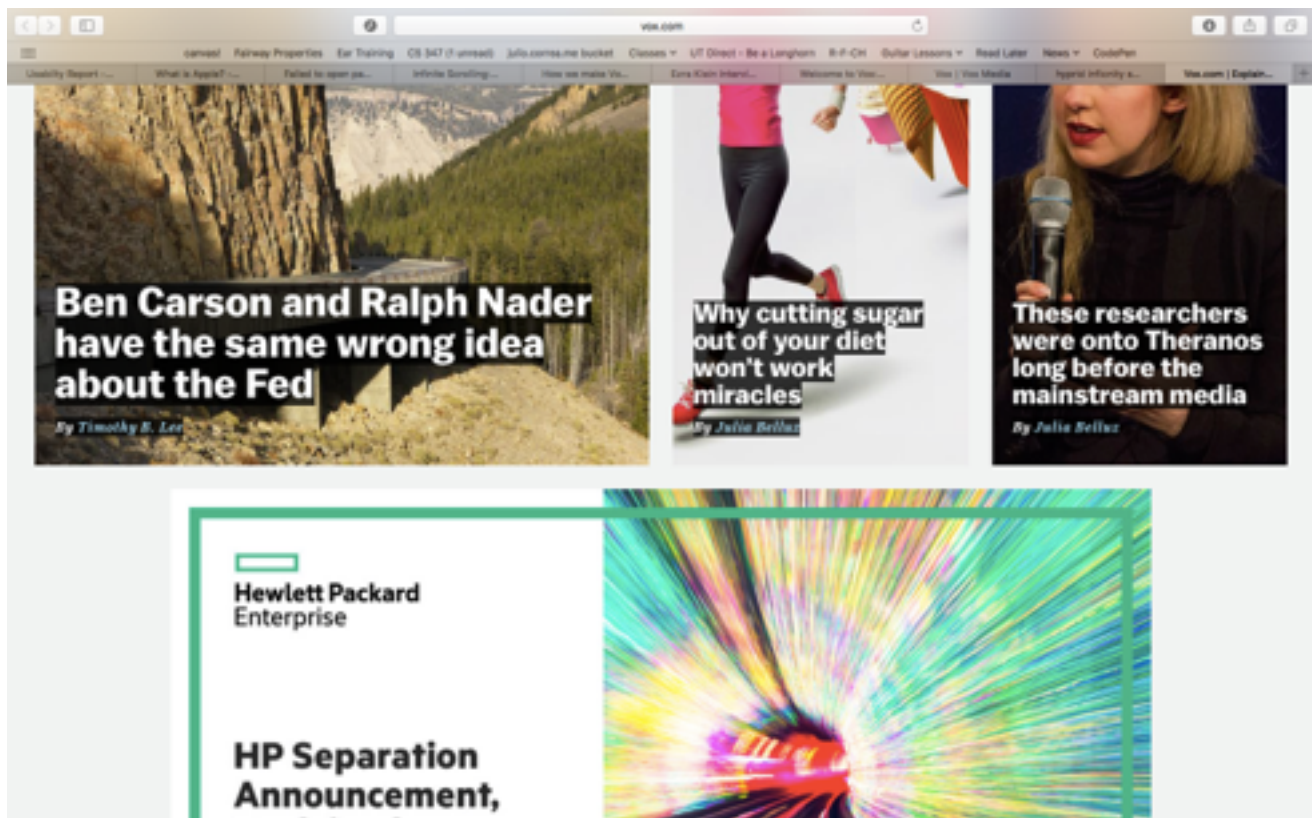 vox.com
canvas! Fairway Properties Ear Training CS 347 (1 unread) julio.correa.me bucket Classes UT Direct - Be a Longhorn R-F-CH Guitar Lessons Read Later News CodePen
Usability Report -... What is Apple? -... Failed to open pa... Infinite Scrolling:... How we make Vo... Ezra Klein Intervi... Welcome to Vox:... Vox | Vox Media Vox.com | Explain...
Ben Carson and Ralph Nader
have the same wrong idea
about the Fed
By Timothy B. Lee
Why cutting sugar
out of your diet
won't work
miracles
By Julia Belluz
These researchers
were onto Theranos
long before the
mainstream media
By Julia Belluz
Hewlett Packard
Enterprise
HP Separation
Announcement,